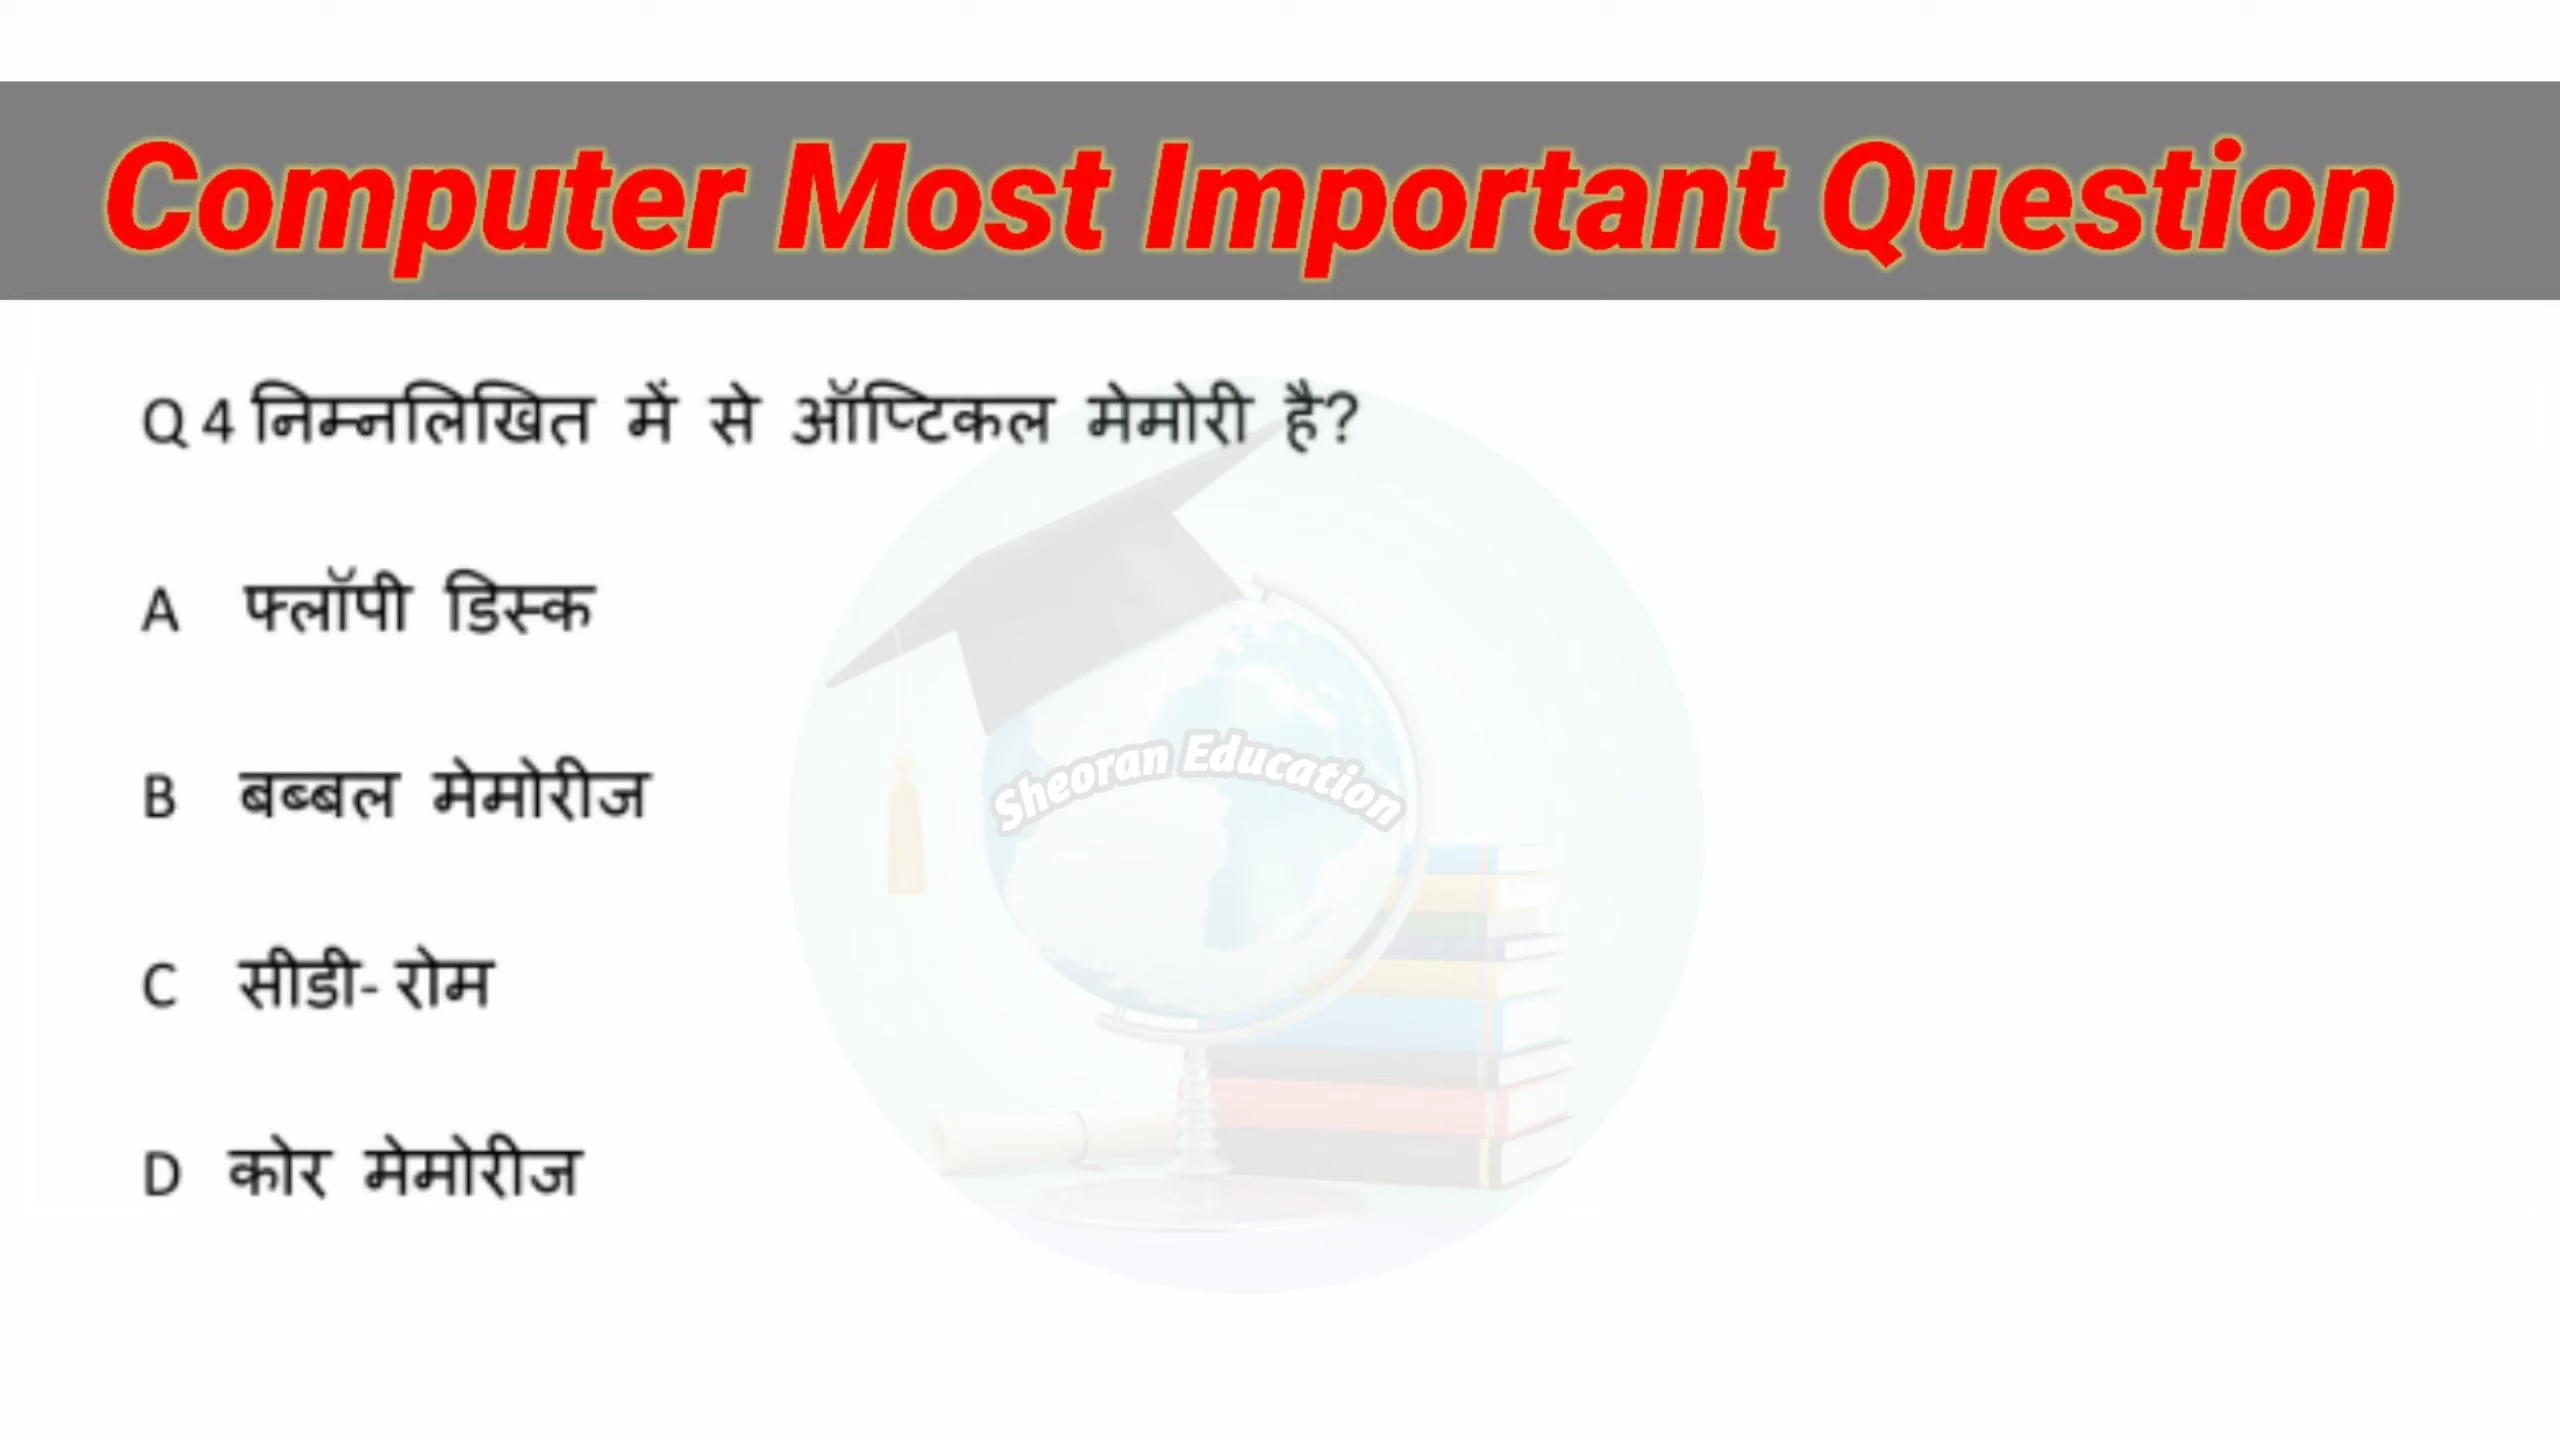 Computer Most Important Question
Q 4 निम्नलिखित में से ऑप्टिकल मेमोरी है?
A फ्लॉपी डिस्क
B बब्बल मेमोरीज
Sheoran Education
C सीडी- रोम
D कोर मेमोरीज